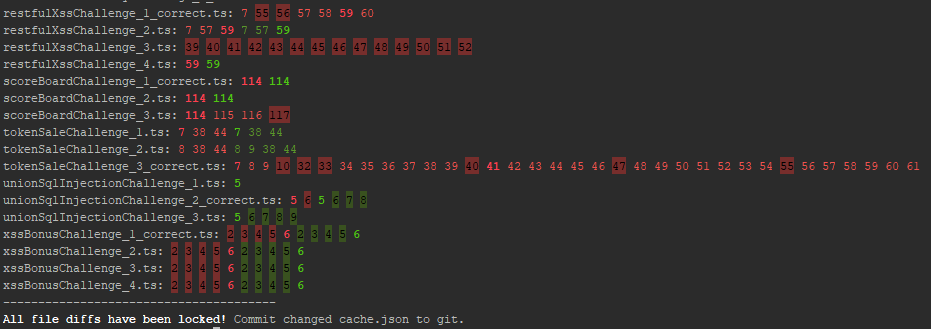 restfulXssChallenge_1_correct.ts: 7 55 56 57 58 59 60
restfulXssChallenge_2.ts: 7 57 59 7 57 59
restfulXssChallenge_3.ts: 39 40 41 42 43 44 45 46 47 48 49 50 51 52
restfulXssChallenge_4.ts: 59 59
scoreBoardChallenge_1_correct.ts: 114 114
scoreBoardChallenge_2.ts: 114 114
scoreBoardChallenge_3.ts: 114 115 116 117
tokenSaleChallenge_1.ts: 7 38 44 7 38 44
tokenSaleChallenge_2.ts: 8 38 44 8 9 38 44
tokenSaleChallenge_3_correct.ts: 7 8 9 10 32 33 34 35 36 37 38 39 40 41 42 43 44 45 46 47 48 49 50 51 52 53 54 55 56 57 58 59 60 61
unionSqlInjectionChallenge_1.ts: 5
unionSqlInjectionChallenge_2_correct.ts: 5 6 5 6 7 8
unionSqlInjectionChallenge_3.ts: 5 6 7 8 9
xssBonusChallenge_1_correct.ts: 2 3 4 5 6 2 3 4 5 6
xssBonusChallenge_2.ts: 2 3 4 5 6 2 3 4 5 6
xssBonusChallenge_3.ts: 2 3 4 5 6 2 3 4 5 6
xssBonusChallenge_4.ts: 2 3 4 5 6 2 3 4 5 6
---------------------------------------
All file diffs have been locked! Commit changed cache.json to git.